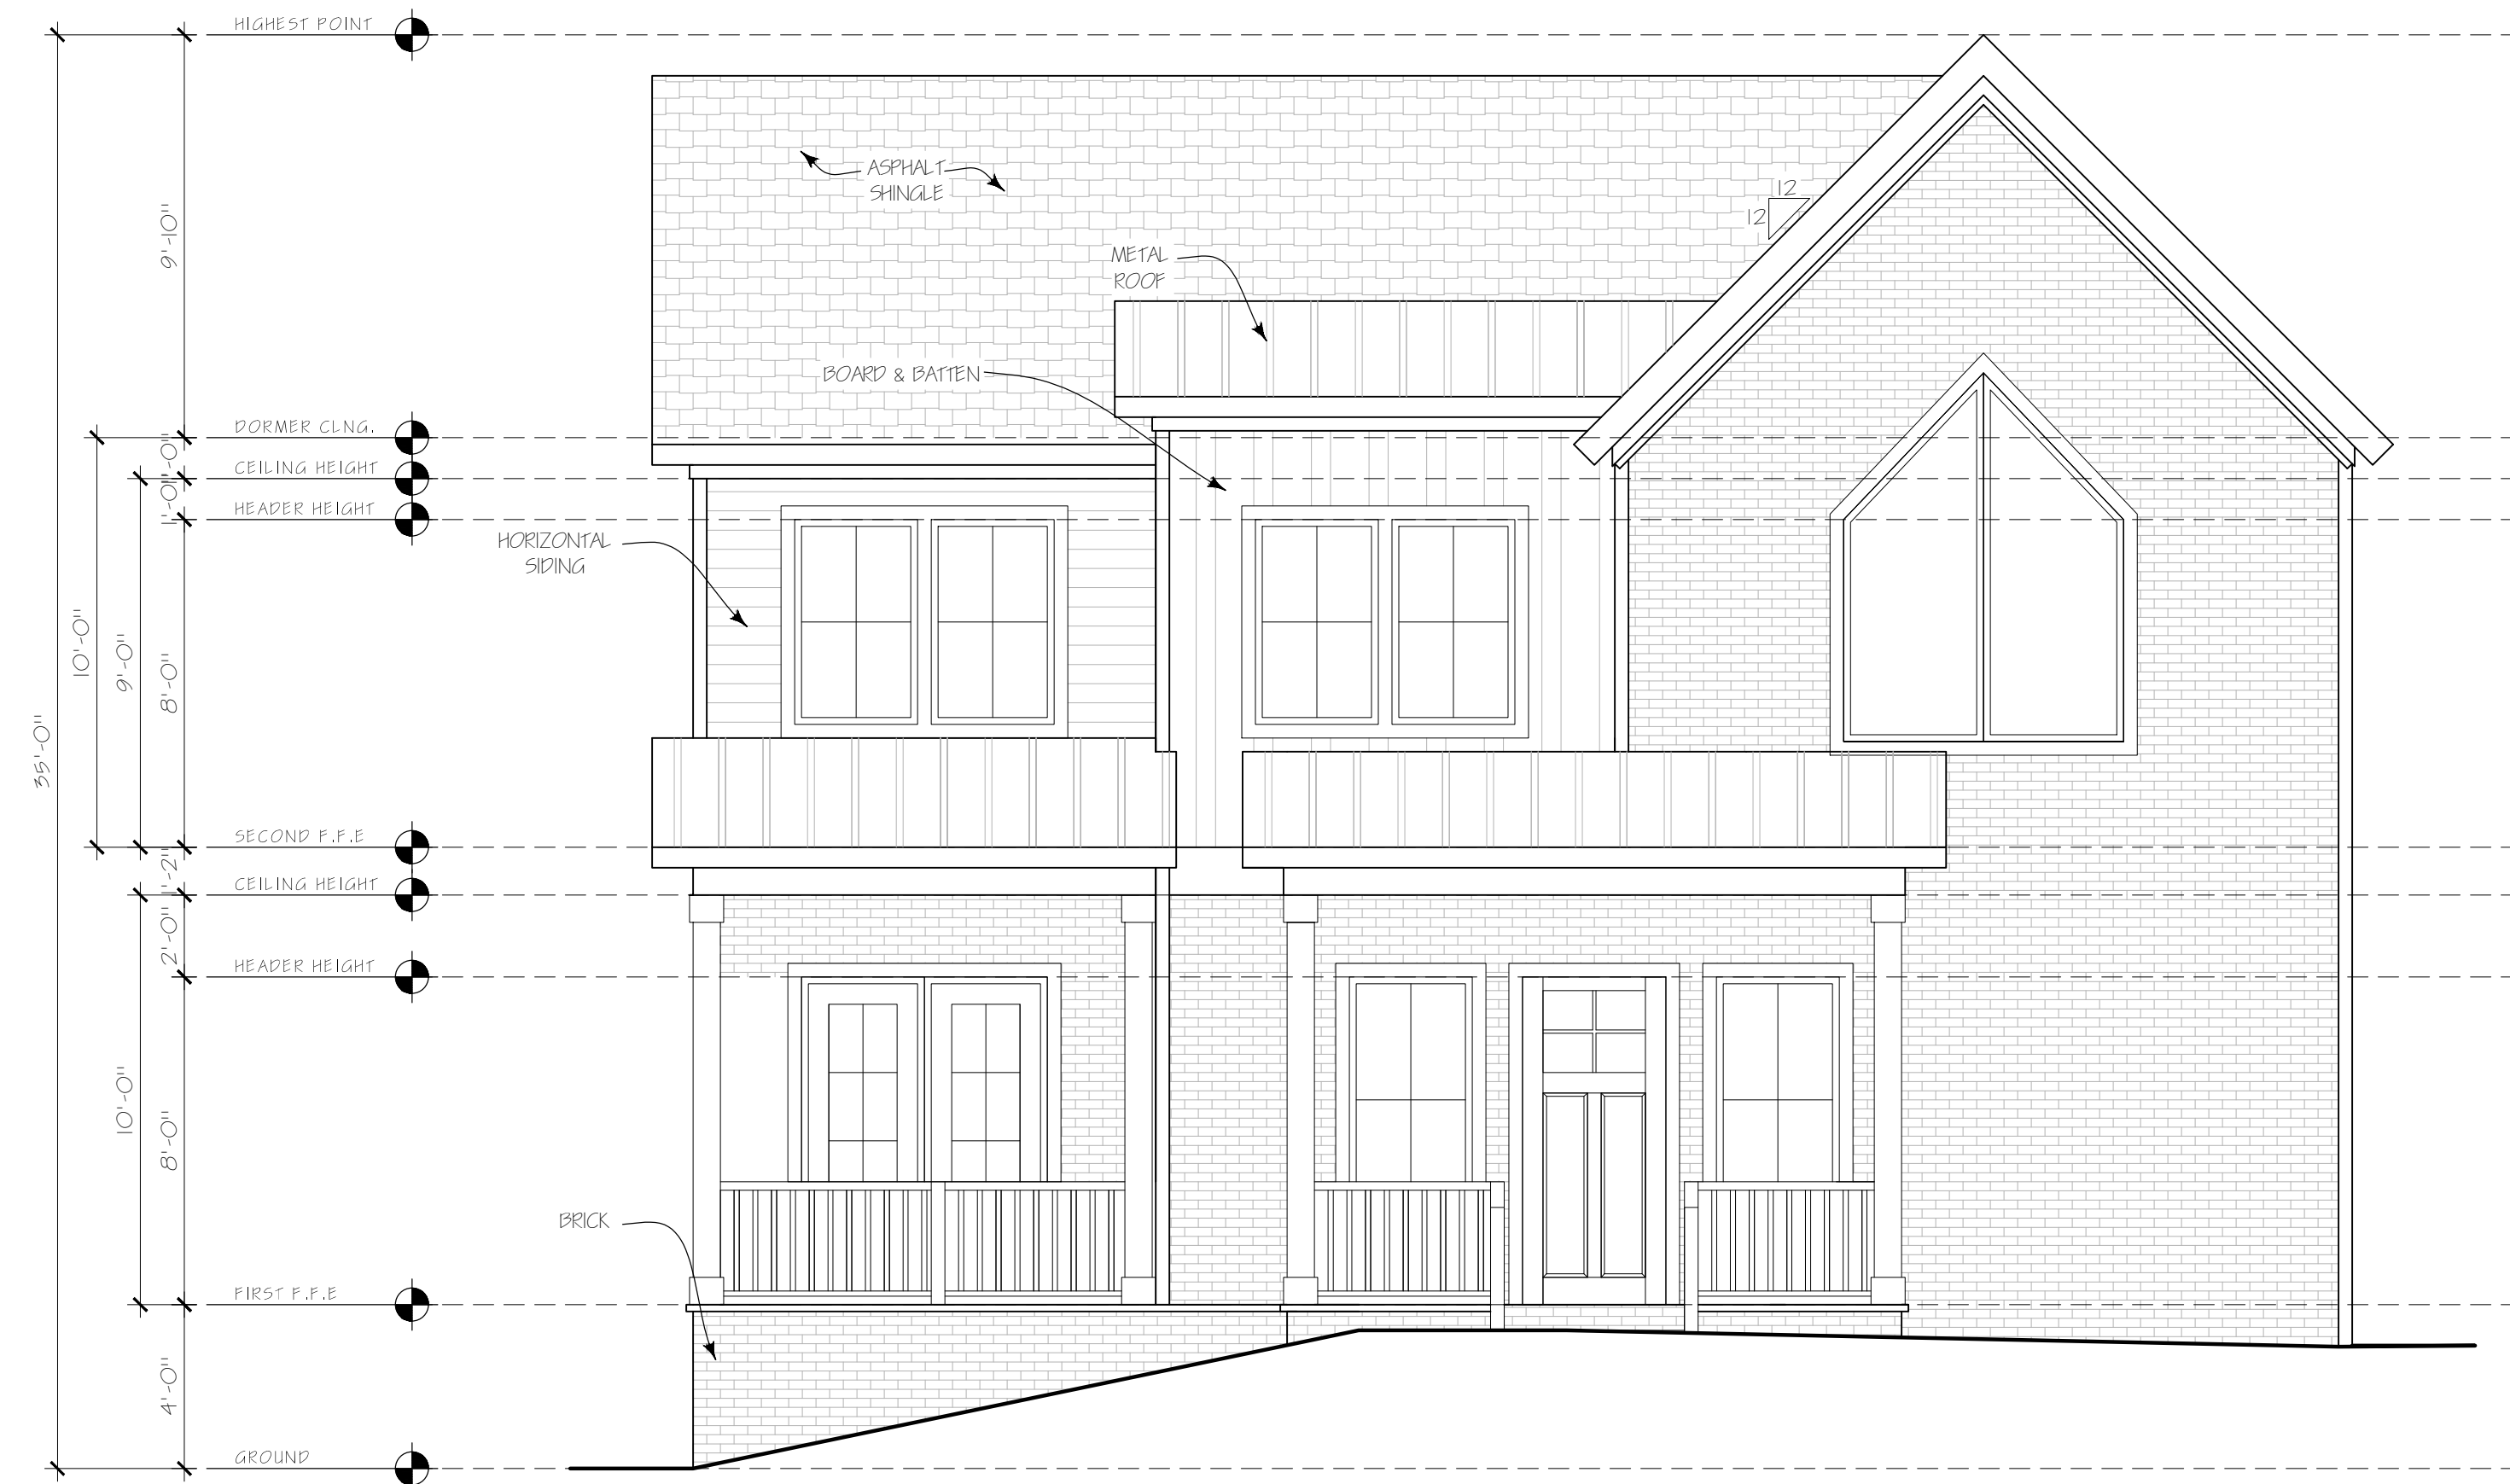 HIGHEST POINT
ASPHALT
SHINGLE
12
12
9'-10"
METAL
ROOF
BOARD & BATTEN
DORMER CLNG.
1'-0"
CEILING HEIGHT
1'-0"
HEADER HEIGHT
HORIZONTAL
SIDING
10'-0"
9'-0"
8'-0"
35'-0"
SECOND F.F.E
1'-2"
CEILING HEIGHT
2'-0"
HEADER HEIGHT
10'-0"
8'-0"
BRICK
FIRST F.F.E
4'-0"
GROUND